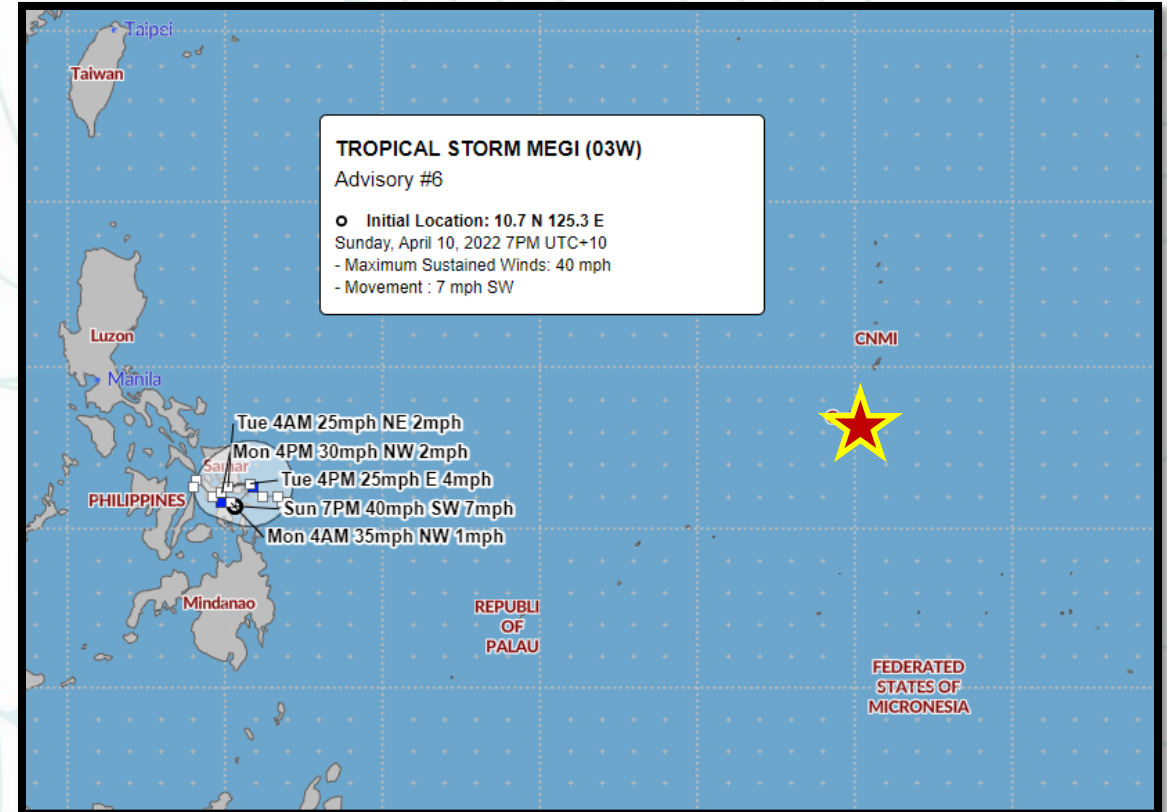 Taipei
Taiwan
TROPICAL STORM MEGI (03W)
Advisory #6
Initial Location: 10.7 N 125.3 E
Sunday, April 10, 2022 7PM UTC+10
- Maximum Sustained Winds: 40 mph
- Movement : 7 mph SW
Luzon
CNMI
Manila
Tue 4AM 25mph NE 2mph
Mon 4PM 30mph NW 2mph
Samar
Tue 4PM 25mph E 4mph
PHILIPPINES
Sun 7PM 40mph SW 7mph
Mon 4AM 35mph NW 1mph
Mindanao
REPUBLI
OF
PALAU
FEDERATED
STATES OF
MICRONESIA